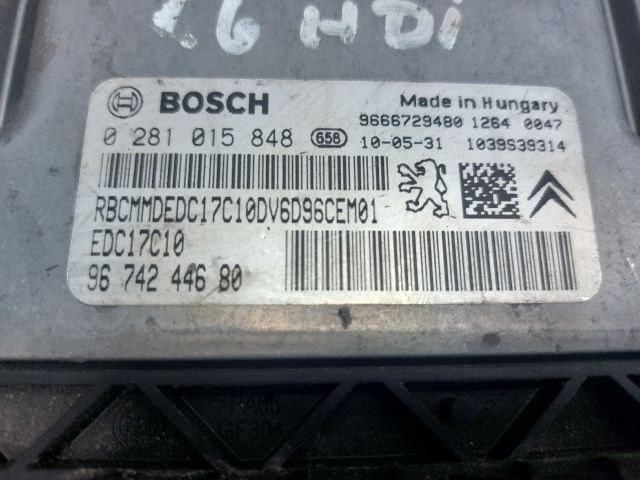 1.6 HDi
BOSCH
Made in Hungary
9666729480 1264 0047
0 281 015 848 658 10-05-31 1039S39314
RBCMMDEDC17C10DV6D96CEM01
EDC17C10
96 742 446 80